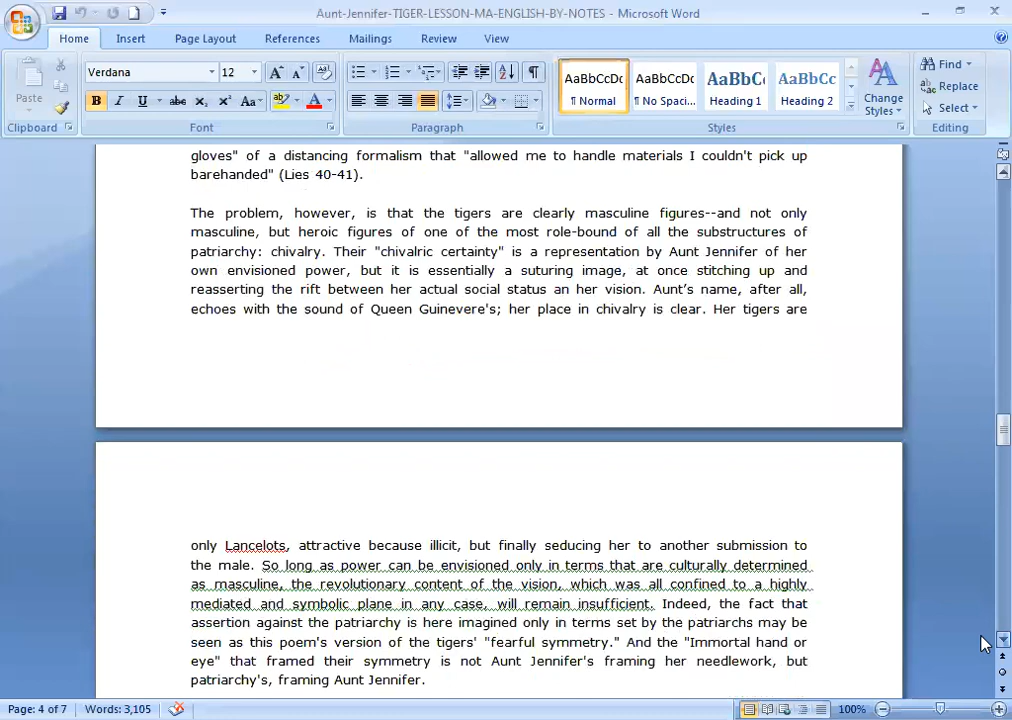 Aunt-Jennifer-TIGER-LESSON-MA-ENGLISH-BY-NOTES - Microsoft Word
Home Insert Page Layout References Mailings Review View
Paste
Clipboard
Verdana 12
B I U abc X₂ X² Aa A
Font
Paragraph
AaBbCcDc AaBbCcDc AaBbC AaBbCc
¶ Normal ¶ No Spaci... Heading 1 Heading 2
Styles
Change Styles
Find
Replace
Select
Editing
gloves" of a distancing formalism that "allowed me to handle materials I couldn't pick up
barehanded" (Lies 40-41).
The problem, however, is that the tigers are clearly masculine figures--and not only
masculine, but heroic figures of one of the most role-bound of all the substructures of
patriarchy: chivalry. Their "chivalric certainty" is a representation by Aunt Jennifer of her
own envisioned power, but it is essentially a suturing image, at once stitching up and
reasserting the rift between her actual social status an her vision. Aunt's name, after all,
echoes with the sound of Queen Guinevere's; her place in chivalry is clear. Her tigers are
only Lancelots, attractive because illicit, but finally seducing her to another submission to
the male. So long as power can be envisioned only in terms that are culturally determined
as masculine, the revolutionary content of the vision, which was all confined to a highly
mediated and symbolic plane in any case, will remain insufficient. Indeed, the fact that
assertion against the patriarchy is here imagined only in terms set by the patriarchs may be
seen as this poem's version of the tigers' "fearful symmetry." And the "Immortal hand or
eye" that framed their symmetry is not Aunt Jennifer's framing her needlework, but
patriarchy's, framing Aunt Jennifer.
Page: 4 of 7 Words: 3,105 100%